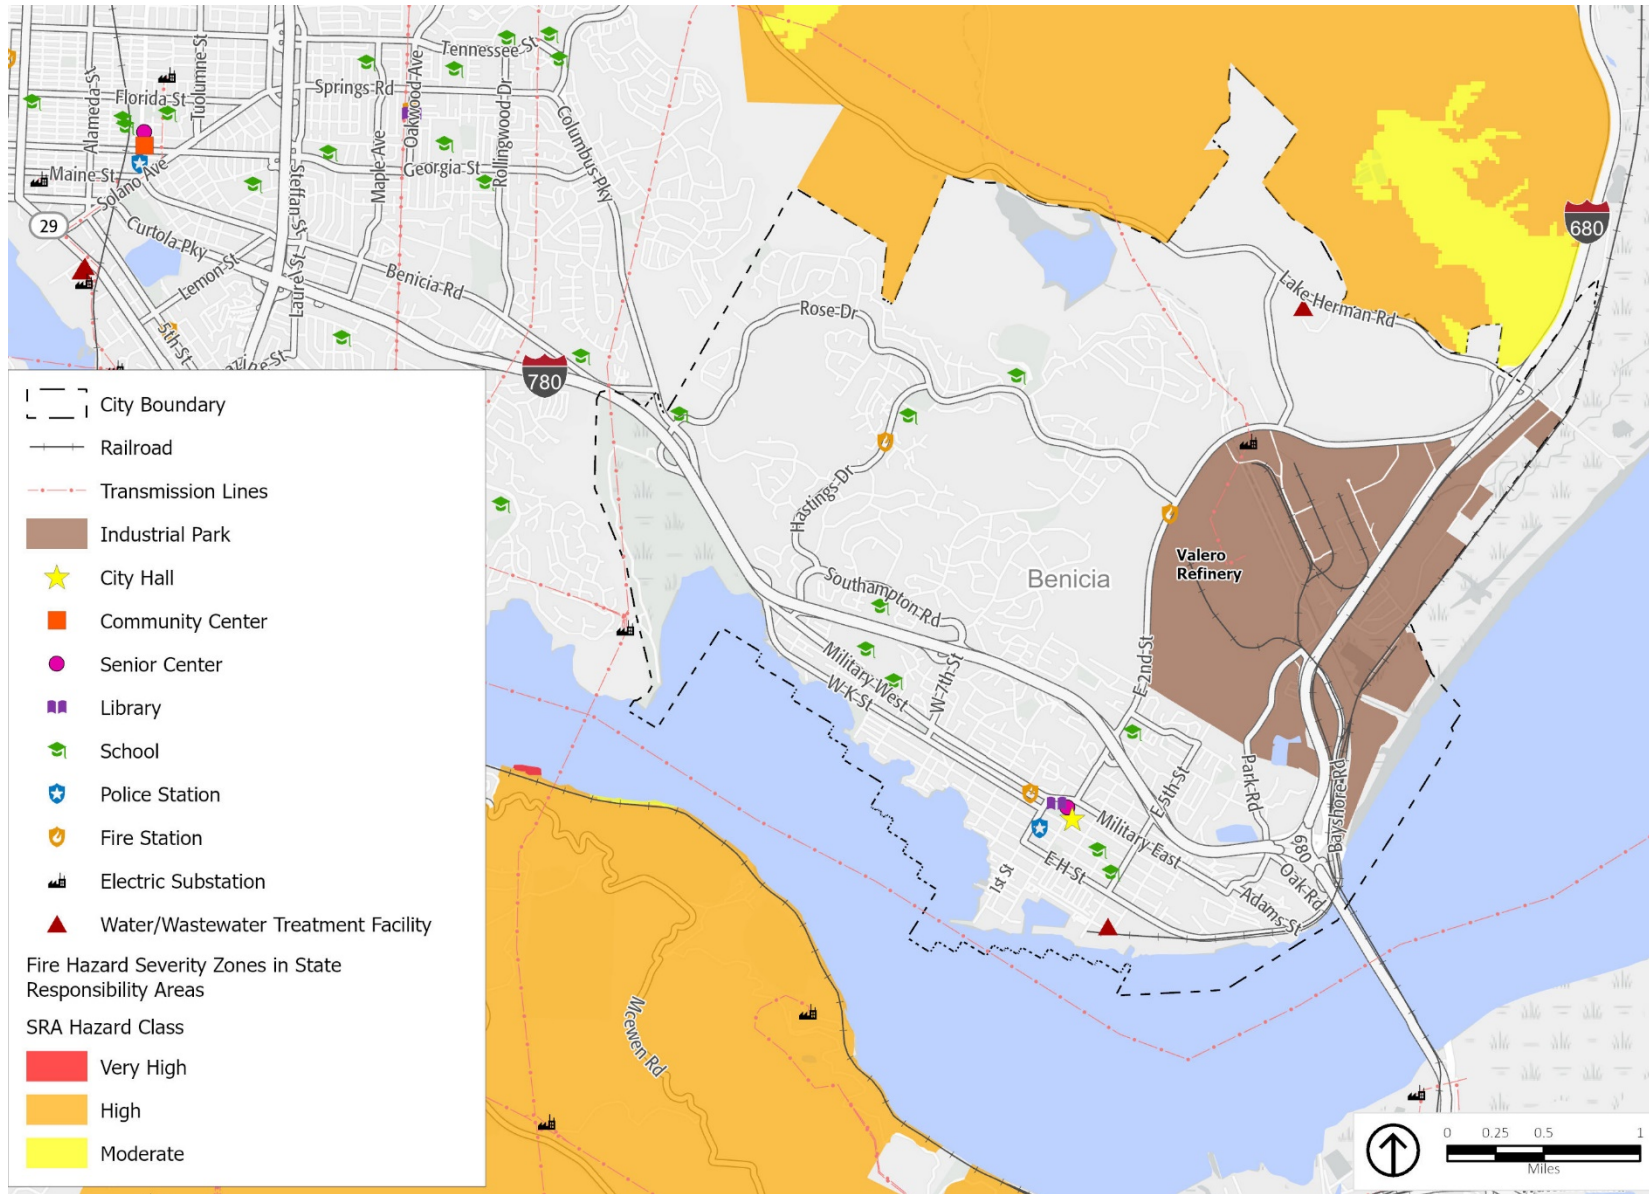 Tennessee St
Springs Rd
Florida St
Tuolumne St
Alameda St
Oakwood Ave
Rollingwood Dr
Columbus Pky
Maple Ave
Georgia St
Maine St
Solano Ave
Steffan St
29
Curtola Pky
Lemon St
Laurel St
Benicia Rd
5th St
azine St
780
680
Lake Herman Rd
Rose Dr
Hastings Dr
Southampton Rd
Benicia
Valero
Refinery
Military West
W K St
W 7th St
E 2nd St
E 5th St
Park Rd
Bayshore Rd
Military East
E H St
1st St
Adams St
Oak Rd
680
Mcewen Rd
City Boundary
Railroad
Transmission Lines
Industrial Park
City Hall
Community Center
Senior Center
Library
School
Police Station
Fire Station
Electric Substation
Water/Wastewater Treatment Facility
Fire Hazard Severity Zones in State
Responsibility Areas
SRA Hazard Class
Very High
High
Moderate
0 0.25 0.5 1
Miles